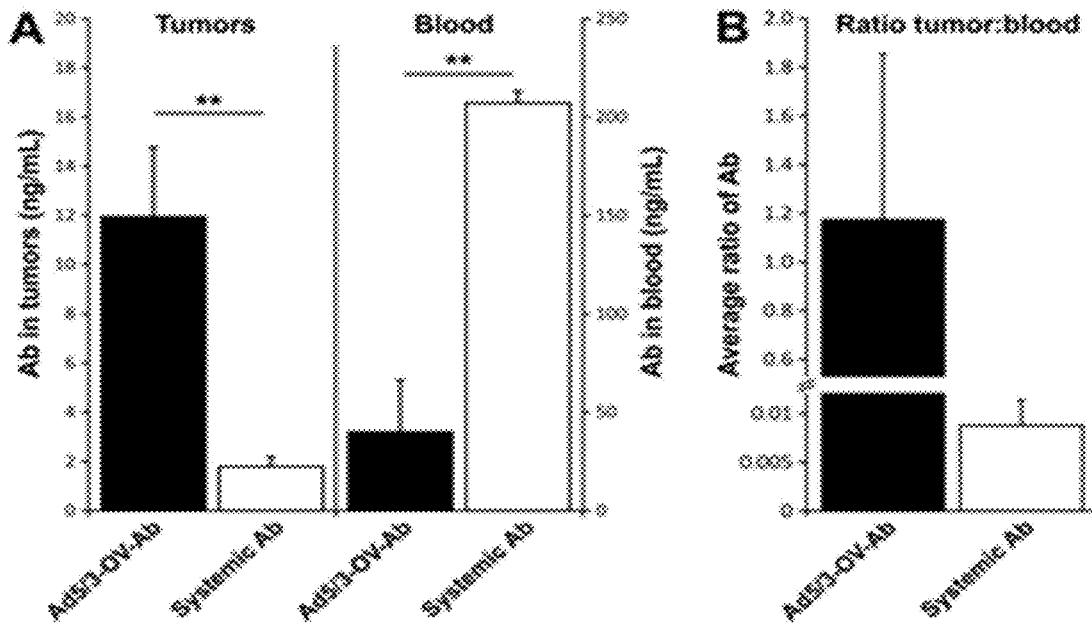 A
Tumors
Blood
Ab in tumors (ng/mL)
20
18
16
14
12
10
8
6
4
2
0
**
**
250
200
150
100
50
0
Ab in blood (ng/mL)
Ad5/3-OV-Ab
Systemic Ab
Ad5/3-OV-Ab
Systemic Ab
B
Ratio tumor:blood
Average ratio of Ab
2.0
1.8
1.6
1.4
1.2
1.0
0.8
0.6
0.01
0.005
0
Ad5/3-OV-Ab
Systemic Ab